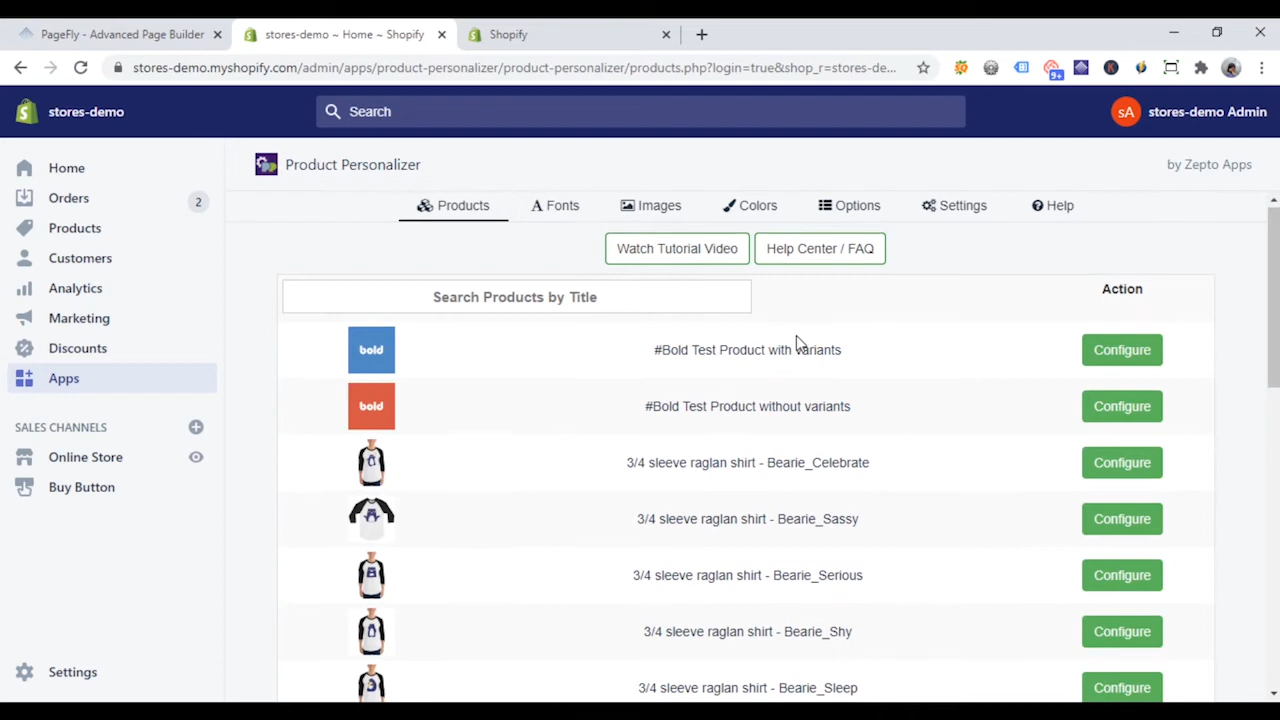 PageFly - Advanced Page Builder
stores-demo ~ Home ~ Shopify
Shopify
stores-demo.myshopify.com/admin/apps/product-personalizer/product-personalizer/products.php?login=true&shop_r=stores-de...
9+
K
stores-demo
Search
sA
stores-demo Admin
Home
Orders
2
Products
Customers
Analytics
Marketing
Discounts
Apps
SALES CHANNELS
Online Store
Buy Button
Settings
Product Personalizer
by Zepto Apps
Products
Fonts
Images
Colors
Options
Settings
Help
Watch Tutorial Video
Help Center / FAQ
Search Products by Title
Action
bold
#Bold Test Product with variants
Configure
bold
#Bold Test Product without variants
Configure
3/4 sleeve raglan shirt - Bearie_Celebrate
Configure
3/4 sleeve raglan shirt - Bearie_Sassy
Configure
3/4 sleeve raglan shirt - Bearie_Serious
Configure
3/4 sleeve raglan shirt - Bearie_Shy
Configure
3/4 sleeve raglan shirt - Bearie_Sleep
Configure